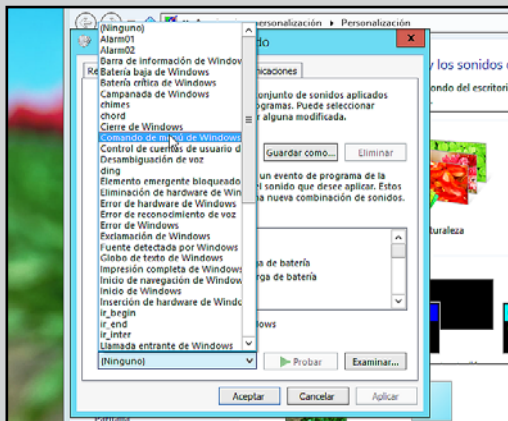 personalización ▸ Personalización
do
y los sonidos
ondo del escritori
Re
nicaciones
(Ninguno)
Alarm01
Alarm02
Barra de información de Window
Batería baja de Windows
Batería crítica de Windows
Campanada de Windows
chimes
chord
Cierre de Windows
Comando de menú de Windows
Control de cuentas de usuario d
Desambiguación de voz
ding
Elemento emergente bloqueado
Eliminación de hardware de Win
Error de hardware de Windows
Error de reconocimiento de voz
Error de Windows
Exclamación de Windows
Fuente detectada por Windows
Globo de texto de Windows
Impresión completa de Windows
Inicio de navegación de Window
Inicio de Windows
Inserción de hardware de Windo
ir_begin
ir_end
ir_inter
Llamada entrante de Windows
onjunto de sonidos aplicados
ogramas. Puede seleccionar
r alguna modificada.
Guardar como...
Eliminar
un evento de programa de la
l sonido que desee aplicar. Estos
na nueva combinación de sonidos.
uraleza
ga de batería
rga de batería
ows
(Ninguno)
Probar
Examinar...
Aceptar
Cancelar
Aplicar
Pantalla